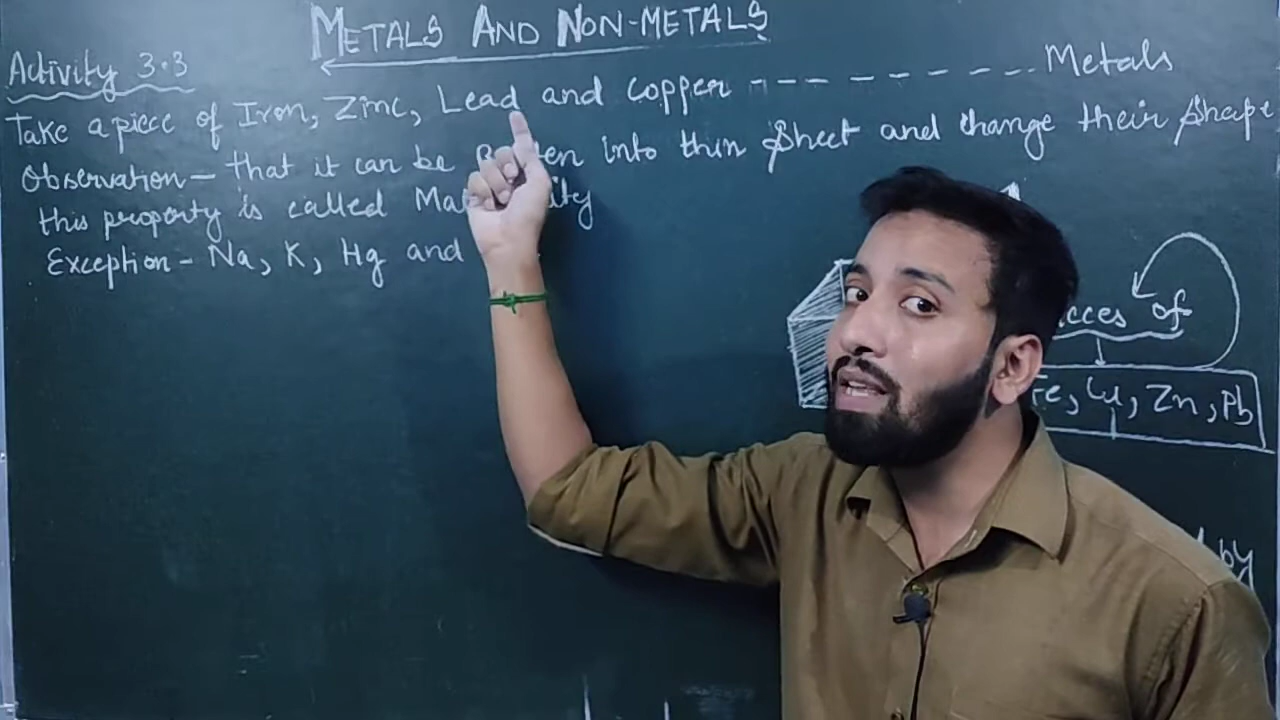 METALS AND NON-METALS
Activity 3.3
Take a piece of Iron, Zinc, Lead and copper - - - - - - - - Metals
Observation - that it can be into thin sheet and change their shape
this property is called
Exception - Na, K, Hg and
of
Cu, Zn, Pb
by